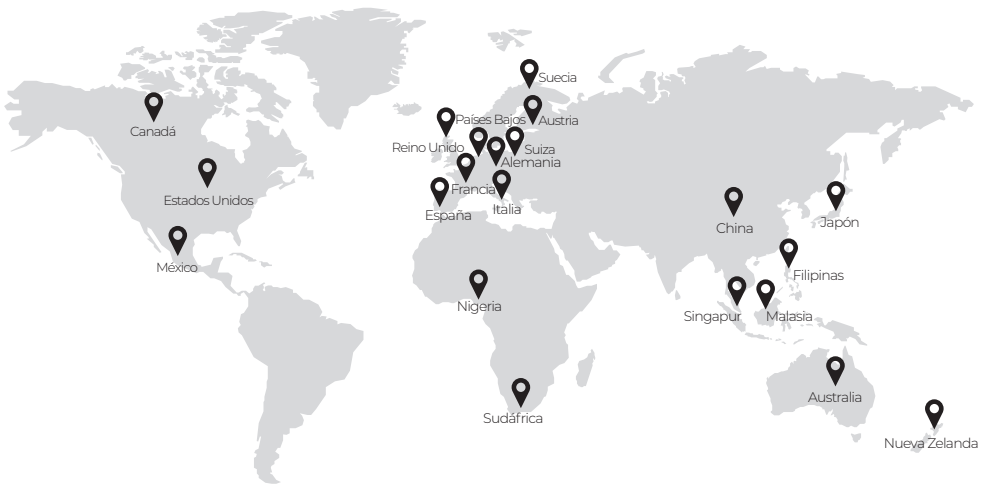 Suecia
Países Bajos
Austria
Canadá
Reino Unido
Suiza
Alemania
Francia
Estados Unidos
España
Italia
China
Japón
México
Filipinas
Nigeria
Singapur
Malasia
Australia
Sudáfrica
Nueva Zelanda